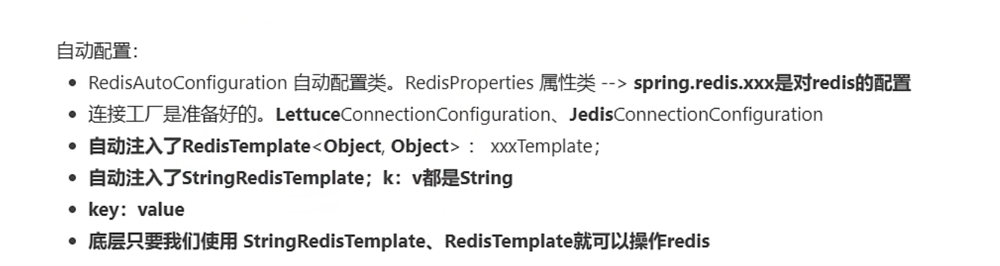 自动配置：
RedisAutoConfiguration 自动配置类。RedisProperties 属性类 --> spring.redis.xxx是对redis的配置
连接工厂是准备好的。LettuceConnectionConfiguration、JedisConnectionConfiguration
自动注入了RedisTemplate<Object, Object> ： xxxTemplate；
自动注入了StringRedisTemplate；k：v都是String
key：value
底层只要我们使用 StringRedisTemplate、RedisTemplate就可以操作redis